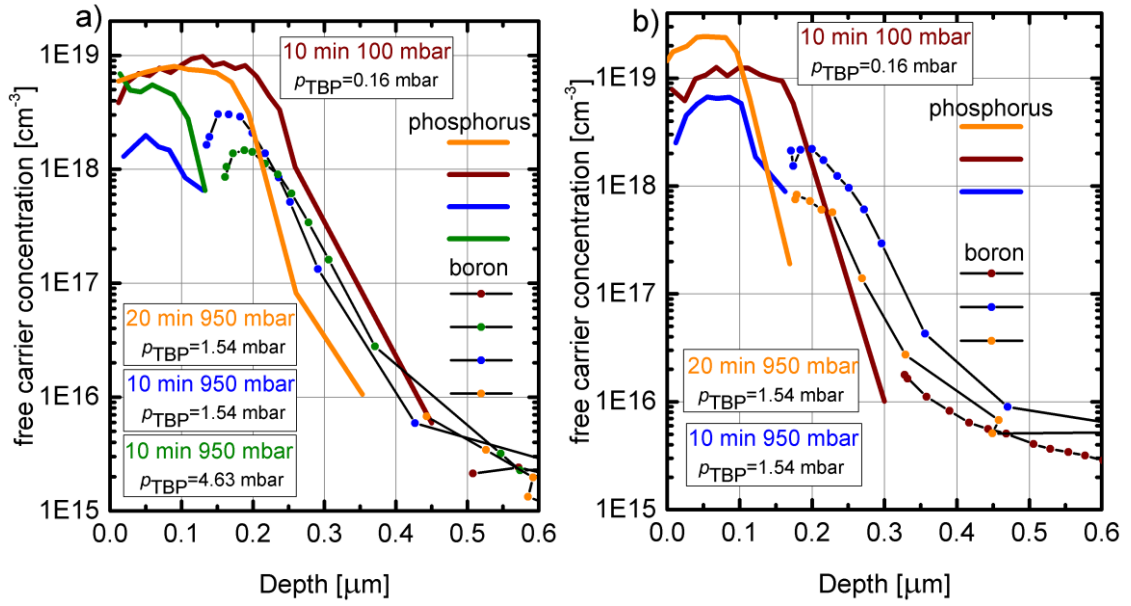 a)
10 min 100 mbar
pTBP=0.16 mbar
phosphorus
boron
20 min 950 mbar
pTBP=1.54 mbar
10 min 950 mbar
pTBP=1.54 mbar
10 min 950 mbar
pTBP=4.63 mbar
1E19
1E18
1E17
1E16
1E15
free carrier concentration [cm-3]
0.0 0.1 0.2 0.3 0.4 0.5 0.6
Depth [μm]
b)
10 min 100 mbar
pTBP=0.16 mbar
phosphorus
boron
20 min 950 mbar
pTBP=1.54 mbar
10 min 950 mbar
pTBP=1.54 mbar
1E19
1E18
1E17
1E16
1E15
free carrier concentration [cm-3]
0.0 0.1 0.2 0.3 0.4 0.5 0.6
Depth [μm]